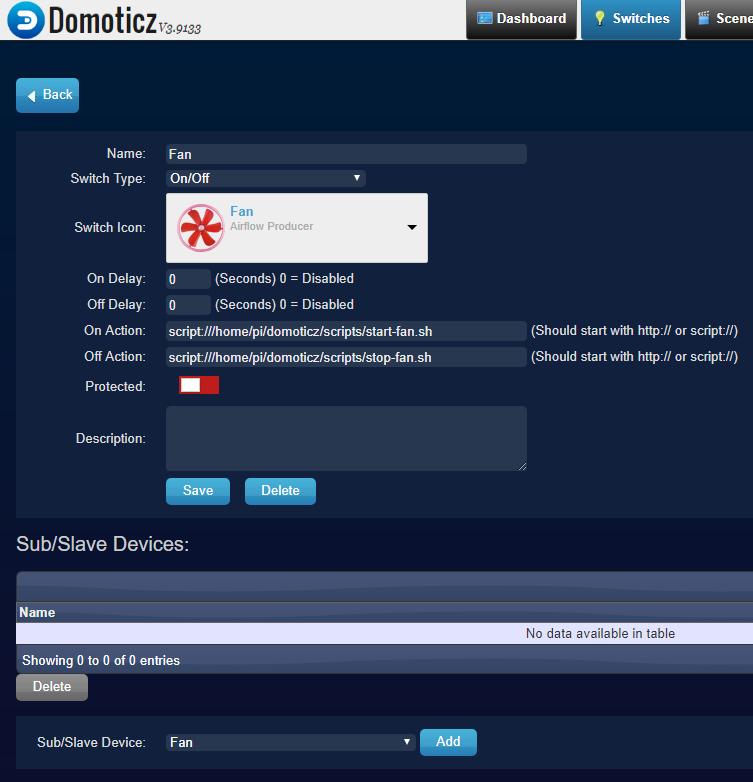 Domoticz V3.9133
Dashboard
Switches
Scene
Back
Name: Fan
Switch Type: On/Off
Switch Icon: Fan
Airflow Producer
On Delay: 0 (Seconds) 0 = Disabled
Off Delay: 0 (Seconds) 0 = Disabled
On Action: script:///home/pi/domoticz/scripts/start-fan.sh (Should start with http:// or script://)
Off Action: script:///home/pi/domoticz/scripts/stop-fan.sh (Should start with http:// or script://)
Protected:
Description:
Save Delete
Sub/Slave Devices:
Name
No data available in table
Showing 0 to 0 of 0 entries
Delete
Sub/Slave Device: Fan Add